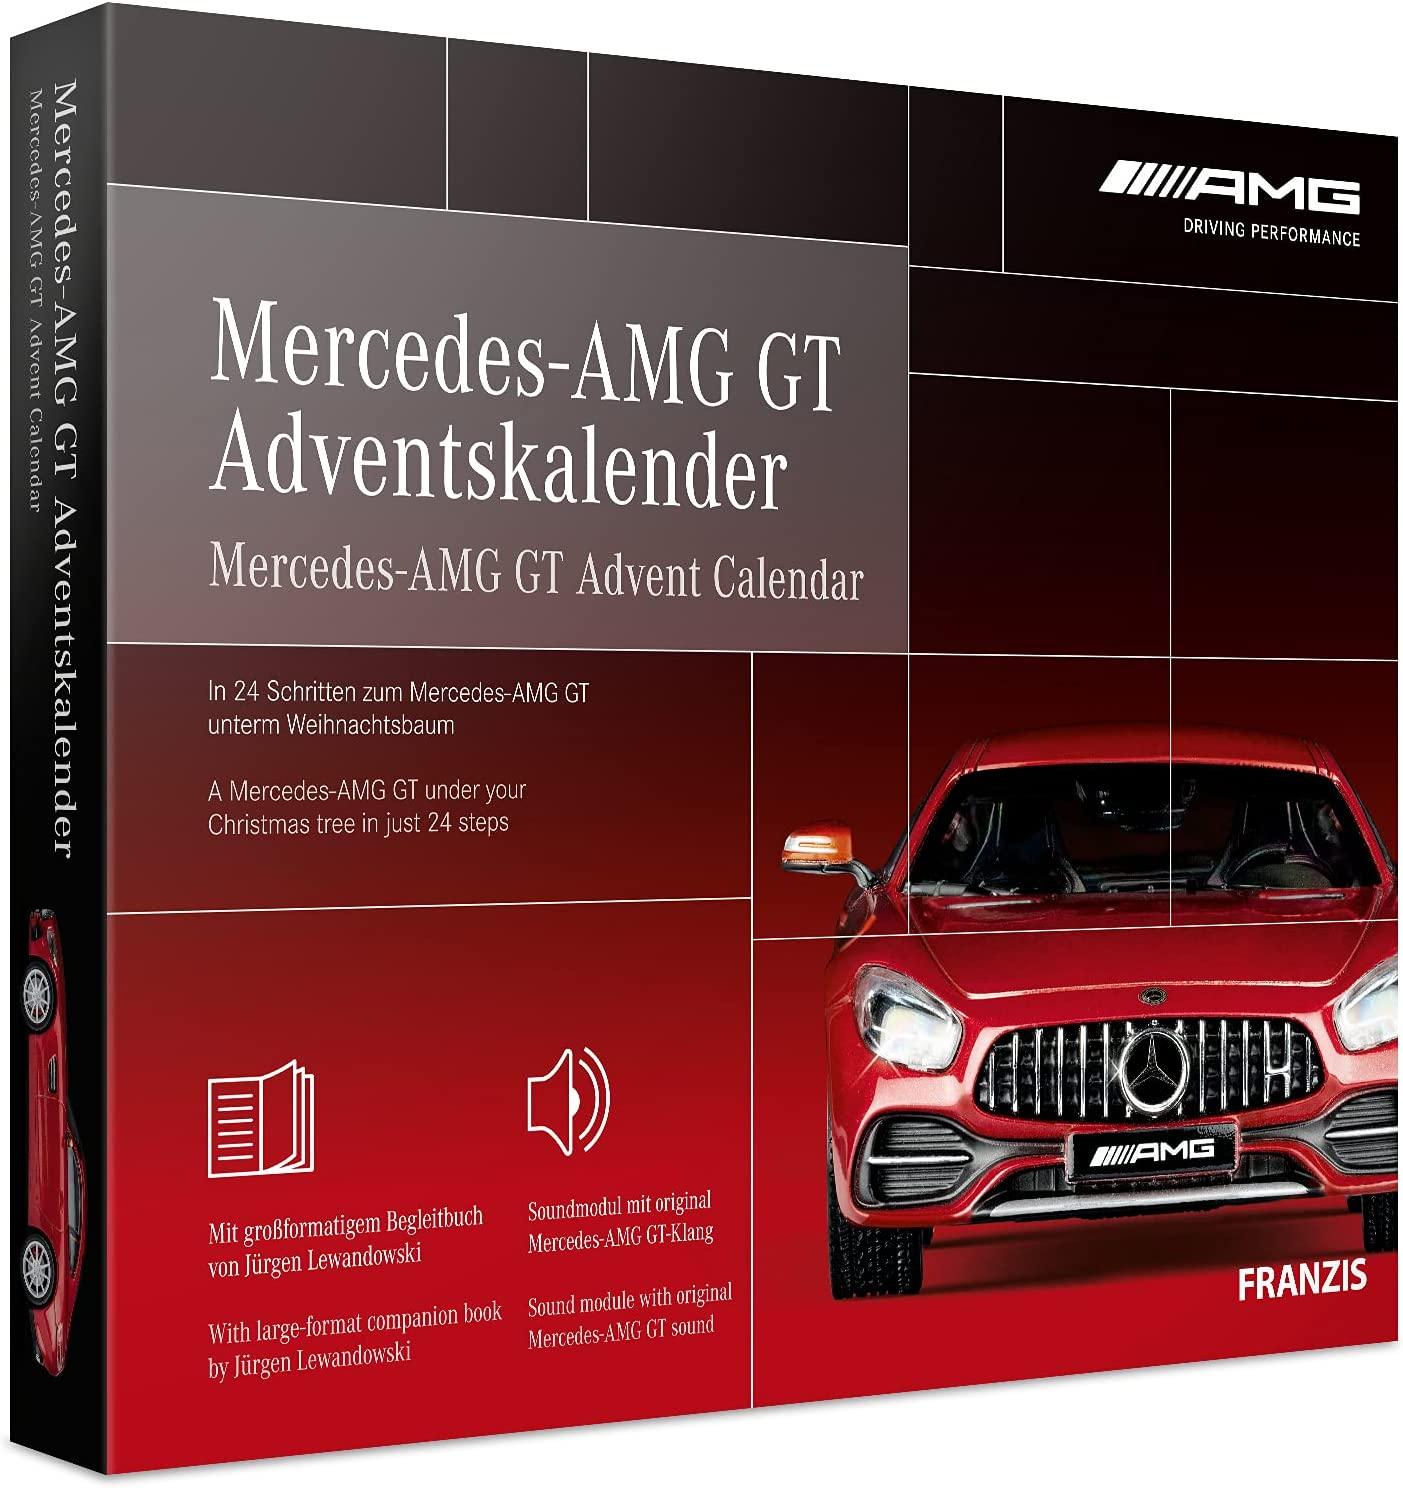 Mercedes-AMG GT Adventskalender
Mercedes-AMG GT Advent Calendar
AMG
DRIVING PERFORMANCE
Mercedes-AMG GT
Adventskalender
Mercedes-AMG GT Advent Calendar
In 24 Schritten zum Mercedes-AMG GT
unterm Weihnachtsbaum
A Mercedes-AMG GT under your
Christmas tree in just 24 steps
Mit großformatigem Begleitbuch
von Jürgen Lewandowski
With large-format companion book
by Jürgen Lewandowski
Soundmodul mit original
Mercedes-AMG GT-Klang
Sound module with original
Mercedes-AMG GT sound
AMG
FRANZIS